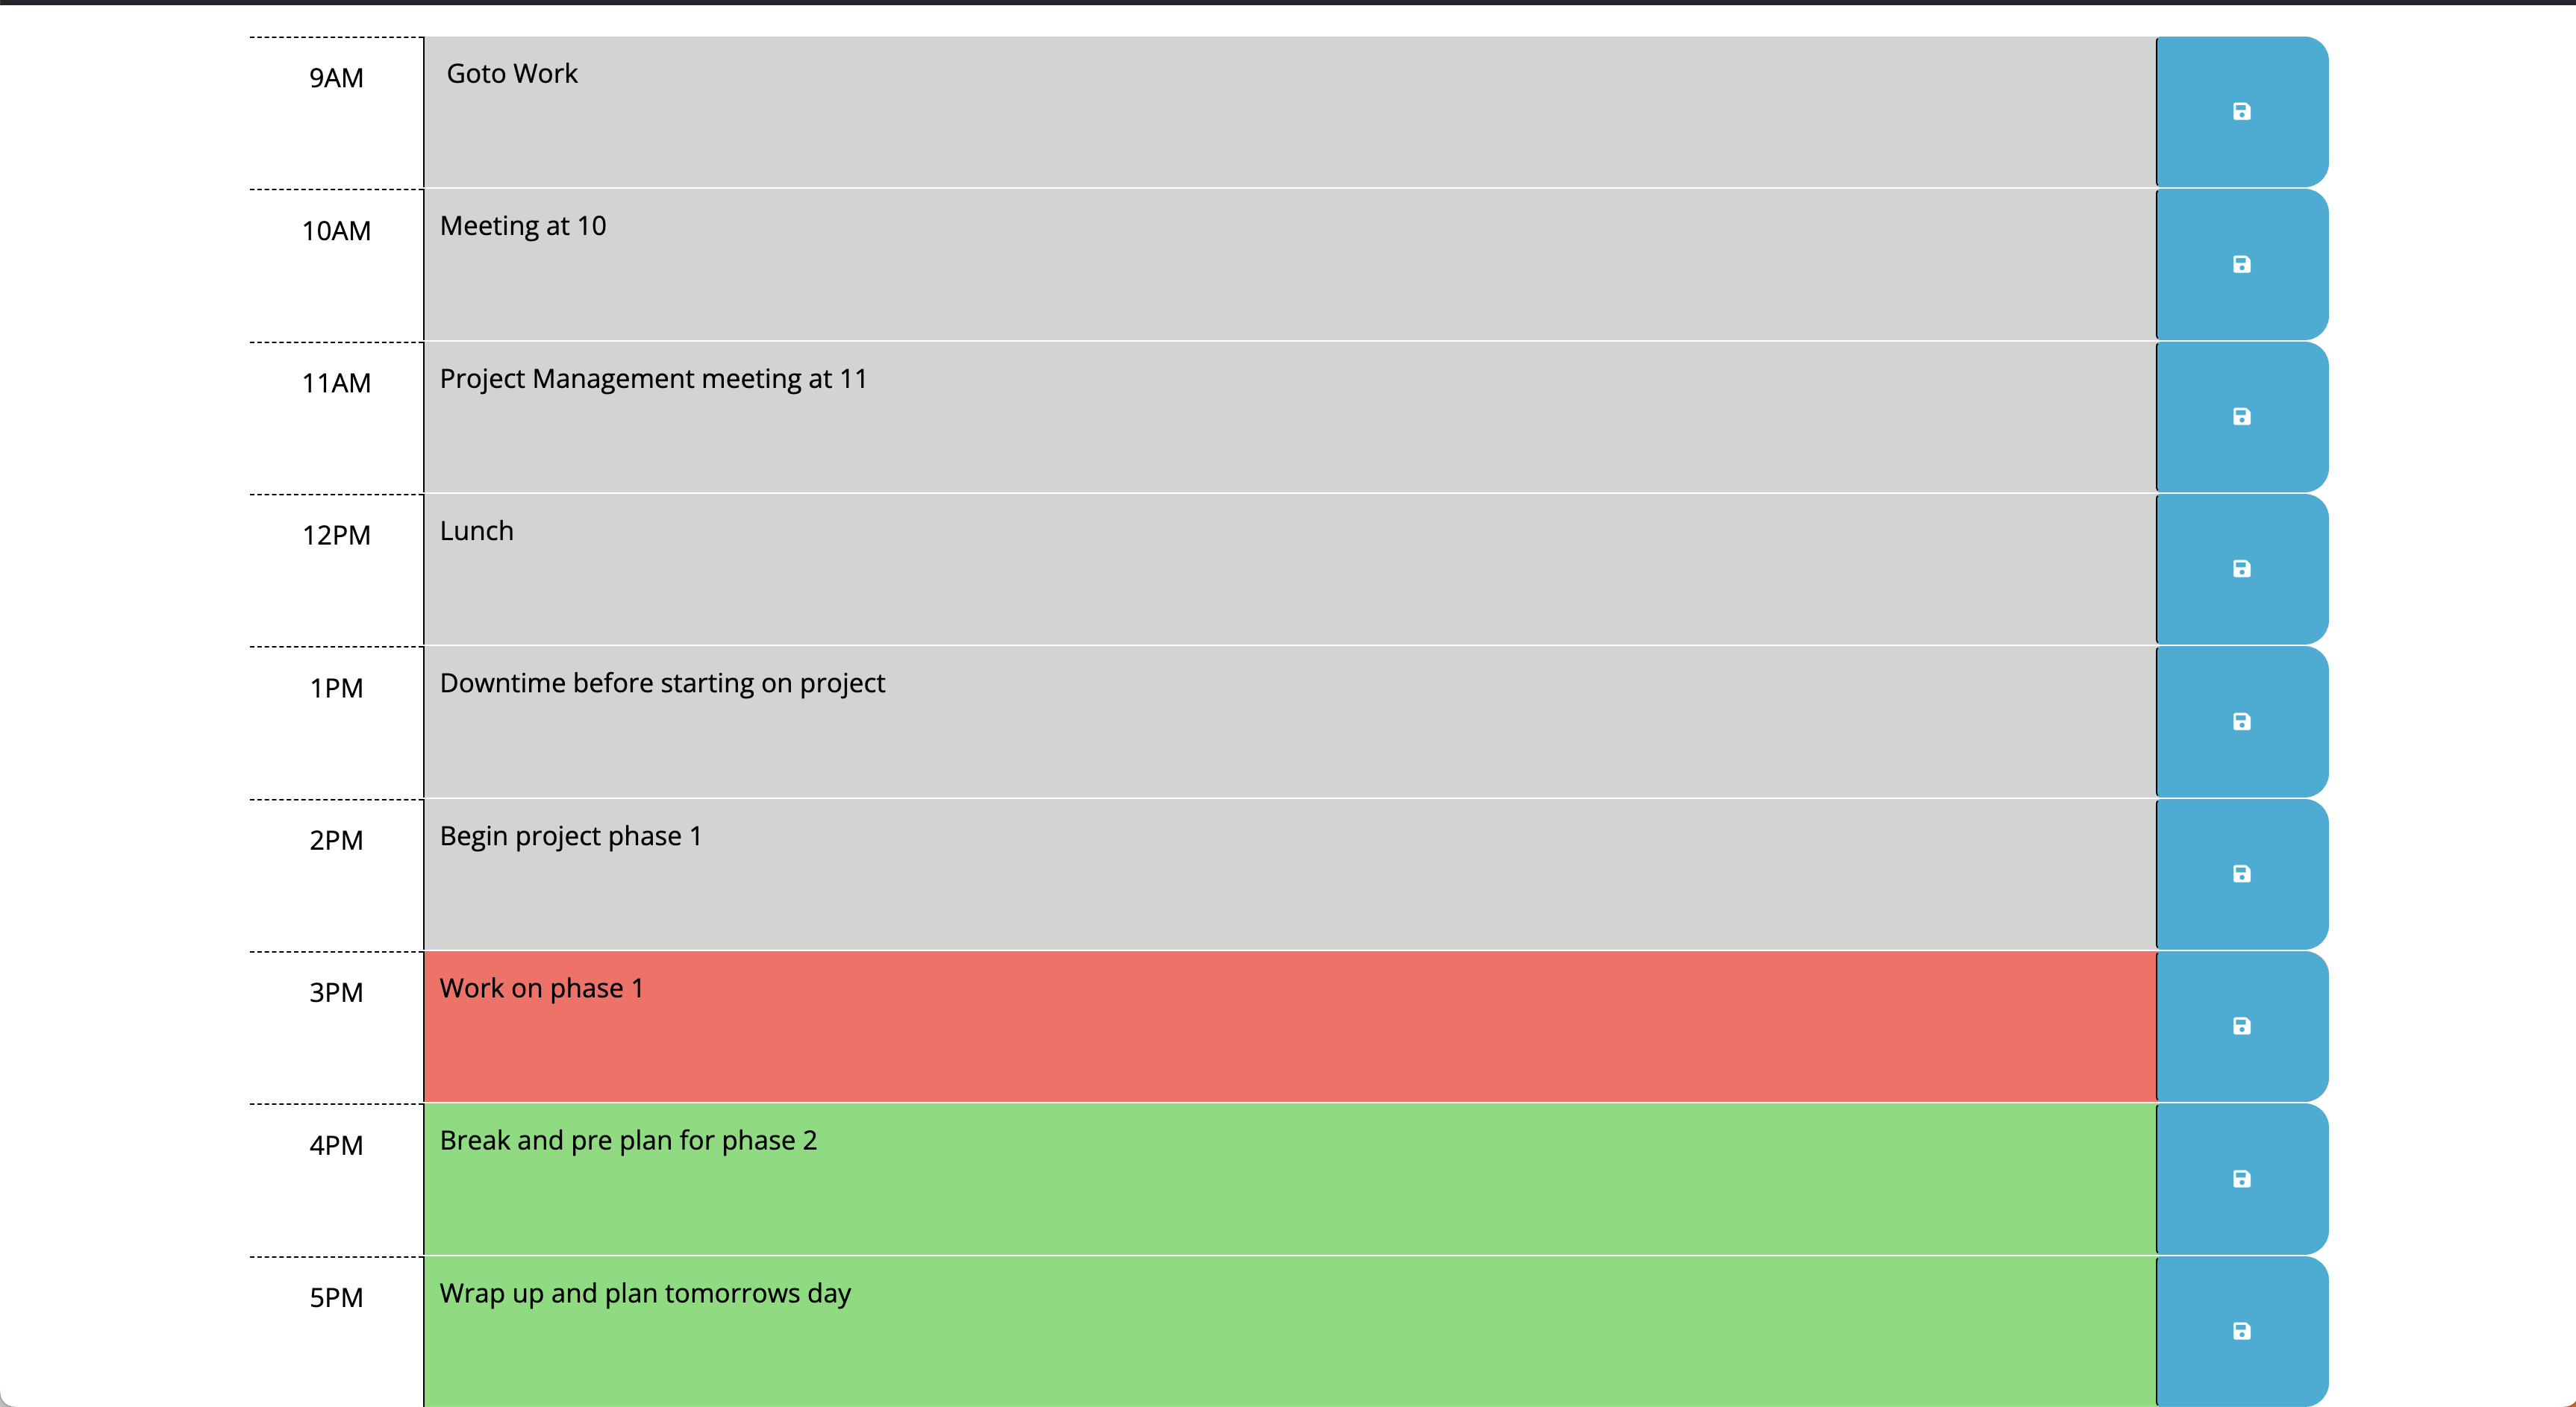 9AM Goto Work
10AM Meeting at 10
11AM Project Management meeting at 11
12PM Lunch
1PM Downtime before starting on project
2PM Begin project phase 1
3PM Work on phase 1
4PM Break and pre plan for phase 2
5PM Wrap up and plan tomorrows day